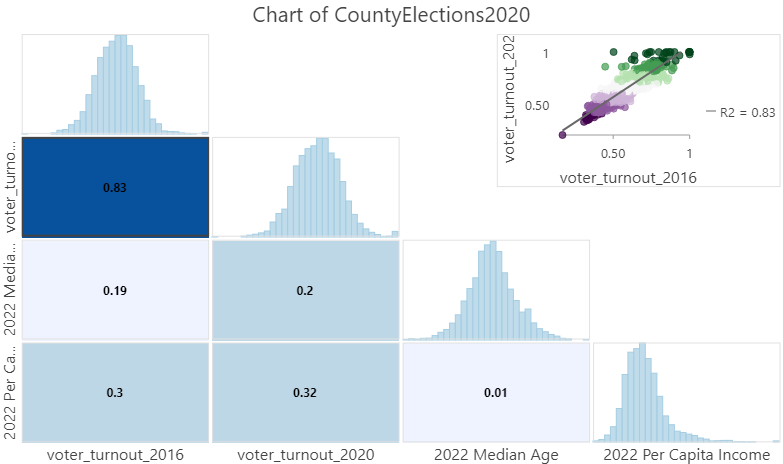 Chart of CountyElections2020
voter_turnout_202
1
0.50
R2 = 0.83
0.50
1
voter_turnout_2016
voter_turno...
0.83
2022 Media...
0.19
0.2
2022 Per Ca...
0.3
0.32
0.01
voter_turnout_2016
voter_turnout_2020
2022 Median Age
2022 Per Capita Income